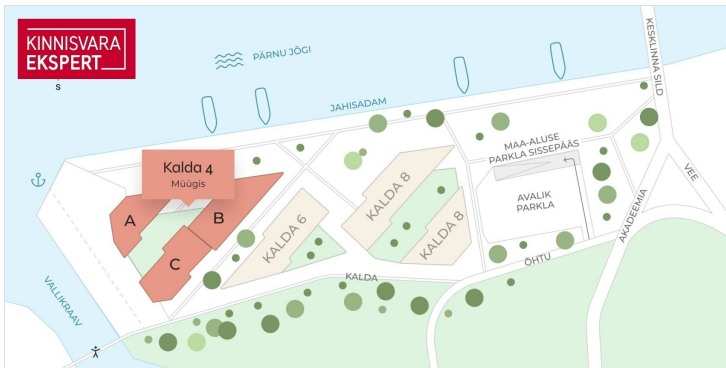 KINNISVARA
EKSPERT
S
PÄRNU JÕGI
JAHISADAM
KESKLINNA SILD
MAA-ALUSE
PARKLA SISSEPÄÄS
Kalda 4
Müügis
A
B
C
KALDA 6
KALDA 8
KALDA 8
AVALIK
PARKLA
AKADEEMIA
VEE
ÕHTU
KALDA
VALLIKRAAV